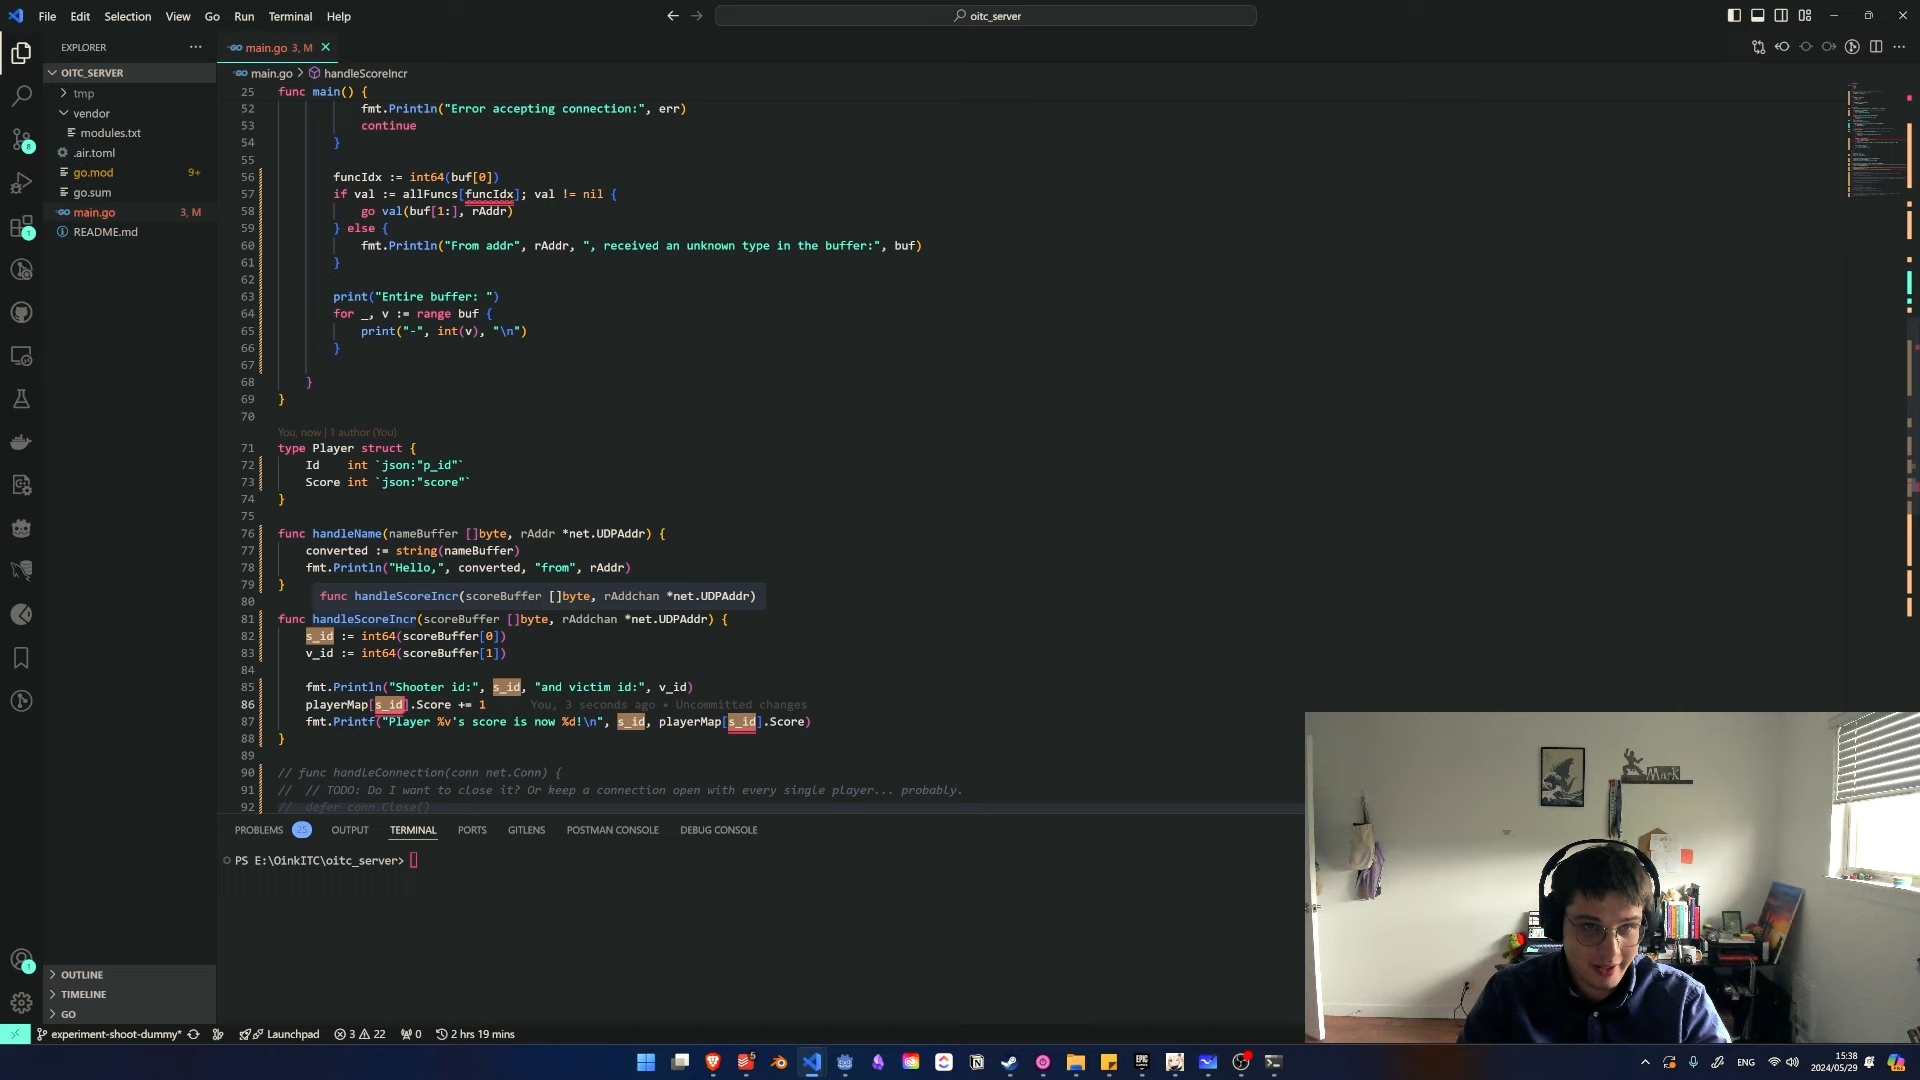 File Edit Selection View Go Run Terminal Help
oitc_server
EXPLORER
main.go 3, M
OITC_SERVER
tmp
vendor
modules.txt
.air.toml
go.mod 9+
go.sum
main.go 3, M
README.md
main.go > handleScoreIncr
25 func main() {
52 fmt.Println("Error accepting connection:", err)
53 continue
54 }
55
56 funcIdx := int64(buf[0])
57 if val := allFuncs[funcIdx]; val != nil {
58 go val(buf[1:], rAddr)
59 } else {
60 fmt.Println("From addr", rAddr, ", received an unknown type in the buffer:", buf)
61 }
62
63 print("Entire buffer: ")
64 for _, v := range buf {
65 print("-", int(v), "\n")
66 }
67
68 }
69 }
70
You, now | 1 author (You)
71 type Player struct {
72 Id int `json:"p_id"`
73 Score int `json:"score"`
74 }
75
76 func handleName(nameBuffer []byte, rAddr *net.UDPAddr) {
77 converted := string(nameBuffer)
78 fmt.Println("Hello,", converted, "from", rAddr)
79 }
80 func handleScoreIncr(scoreBuffer []byte, rAddchan *net.UDPAddr)
81 func handleScoreIncr(scoreBuffer []byte, rAddchan *net.UDPAddr) {
82 s_id := int64(scoreBuffer[0])
83 v_id := int64(scoreBuffer[1])
84
85 fmt.Println("Shooter id:", s_id, "and victim id:", v_id)
86 playerMap[s_id].Score += 1 You, 3 seconds ago • Uncommitted changes
87 fmt.Printf("Player %v's score is now %d!\n", s_id, playerMap[s_id].Score)
88 }
89
90 // func handleConnection(conn net.Conn) {
91 // // TODO: Do I want to close it? Or keep a connection open with every single player... probably.
92 // defer conn.Close()
PROBLEMS 25 OUTPUT TERMINAL PORTS GITLENS POSTMAN CONSOLE DEBUG CONSOLE
PS E:\OinkITC\oitc_server>
OUTLINE
TIMELINE
GO
experiment-shoot-dummy* Launchpad 3 22 0 2 hrs 19 mins
8
1
1
5
ENG
15:38
2024/05/29